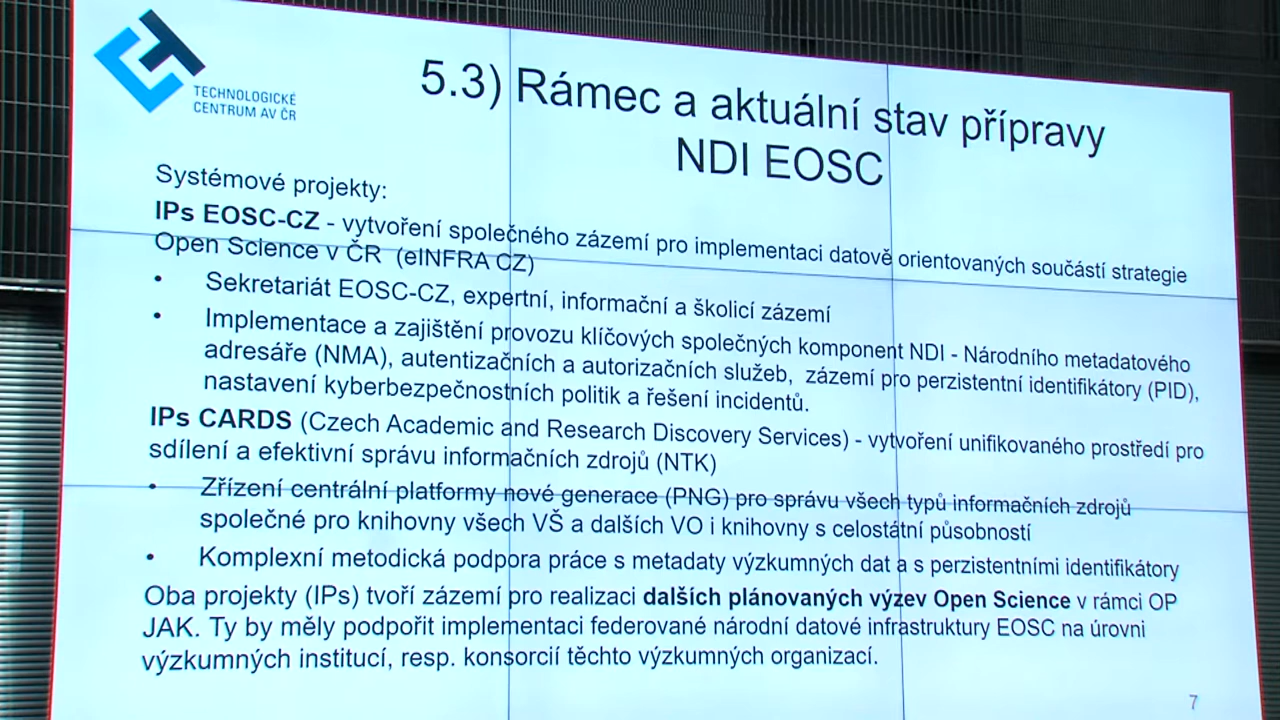 TECHNOLOGICKÉ
CENTRUM AV ČR
5.3) Rámec a aktuální stav přípravy
NDI EOSC
Systémové projekty:
IPs EOSC-CZ - vytvoření společného zázemí pro implementaci datově orientovaných součástí strategie
Open Science v ČR (eINFRA CZ)
• Sekretariát EOSC-CZ, expertní, informační a školicí zázemí
• Implementace a zajištění provozu klíčových společných komponent NDI - Národního metadatového
adresáře (NMA), autentizačních a autorizačních služeb, zázemí pro perzistentní identifikátory (PID),
nastavení kyberbezpečnostních politik a řešení incidentů.
IPs CARDS (Czech Academic and Research Discovery Services) - vytvoření unifikovaného prostředí pro
sdílení a efektivní správu informačních zdrojů (NTK)
• Zřízení centrální platformy nové generace (PNG) pro správu všech typů informačních zdrojů
společné pro knihovny všech VŠ a dalších VO i knihovny s celostátní působností
• Komplexní metodická podpora práce s metadaty výzkumných dat a s perzistentními identifikátory
Oba projekty (IPs) tvoří zázemí pro realizaci dalších plánovaných výzev Open Science v rámci OP
JAK. Ty by měly podpořit implementaci federované národní datové infrastruktury EOSC na úrovni
výzkumných institucí, resp. konsorcií těchto výzkumných organizací.
7